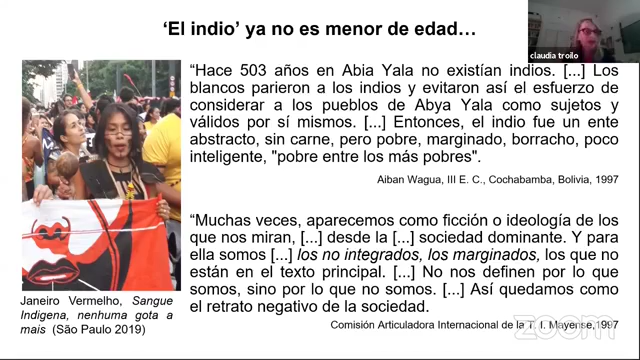 ‘El indio’ ya no es menor de edad…
claudia troilo
“Hace 503 años en Abia Yala no existían indios. [...] Los
blancos parieron a los indios y evitaron así el esfuerzo de
considerar a los pueblos de Abya Yala como sujetos y
válidos por sí mismos. [...] Entonces, el indio fue un ente
abstracto, sin carne, pero pobre, marginado, borracho, poco
inteligente, "pobre entre los más pobres".
Aiban Wagua, III E. C., Cochabamba, Bolivia, 1997
“Muchas veces, aparecemos como ficción o ideología de los
que nos miran, [...] desde la [...] sociedad dominante. Y para
ella somos [...] los no integrados, los marginados, los que no
están en el texto principal. [...] No nos definen por lo que
somos, sino por lo que no somos. [...] Así quedamos como
el retrato negativo de la sociedad.
Comisión Articuladora Internacional de la T. I. Mayense,1997
Janeiro Vermelho, Sangue
Indigena, nenhuma gota a
mais (São Paulo 2019)
zoom